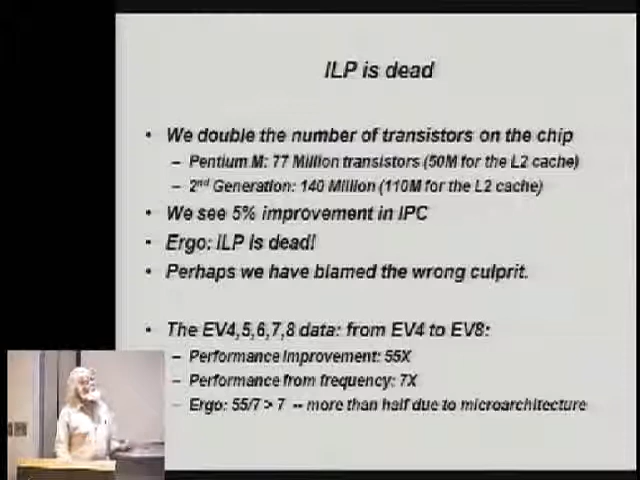 ILP is dead
• We double the number of transistors on the chip
– Pentium M: 77 Million transistors (50M for the L2 cache)
– 2nd Generation: 140 Million (110M for the L2 cache)
• We see 5% improvement in IPC
• Ergo: ILP is dead!
• Perhaps we have blamed the wrong culprit.
• The EV4,5,6,7,8 data: from EV4 to EV8:
– Performance Improvement: 55X
– Performance from frequency: 7X
– Ergo: 55/7 > 7 -- more than half due to microarchitecture